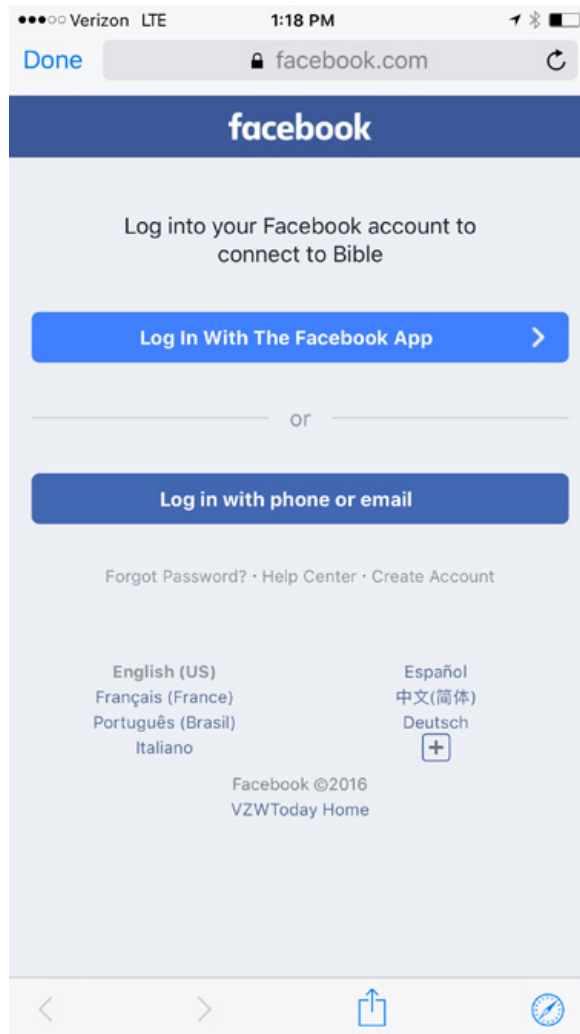 Verizon LTE 1:18 PM
Done facebook.com
facebook
Log into your Facebook account to
connect to Bible
Log In With The Facebook App
or
Log in with phone or email
Forgot Password? · Help Center · Create Account
English (US) Español
Français (France) 中文(简体)
Português (Brasil) Deutsch
Italiano
Facebook ©2016
VZWToday Home